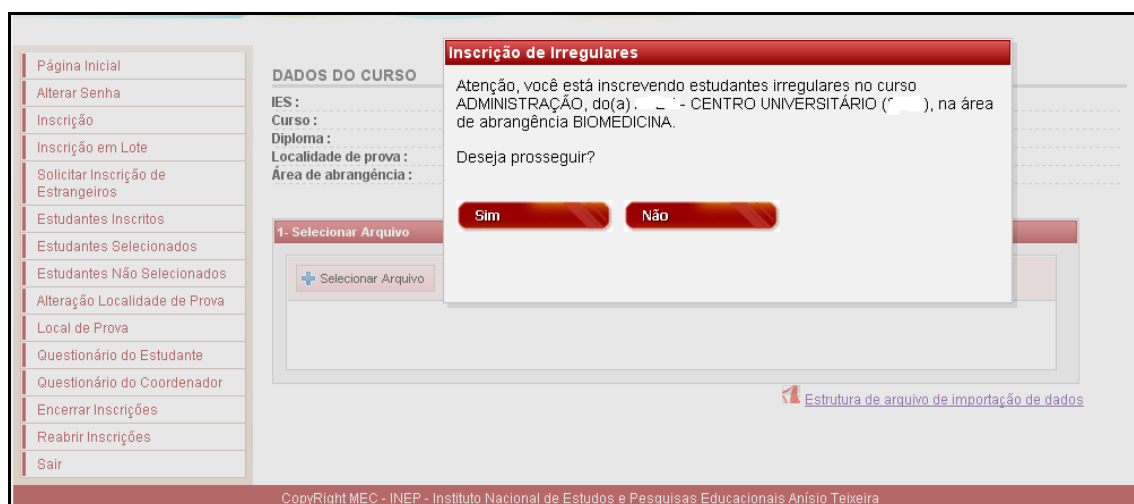 Página Inicial
Alterar Senha
Inscrição
Inscrição em Lote
Solicitar Inscrição de
Estrangeiros
Estudantes Inscritos
Estudantes Selecionados
Estudantes Não Selecionados
Alteração Localidade de Prova
Local de Prova
Questionário do Estudante
Questionário do Coordenador
Encerrar Inscrições
Reabrir Inscrições
Sair
DADOS DO CURSO
IES :
Curso :
Diploma :
Localidade de prova :
Área de abrangência :
Inscrição de Irregulares
Atenção, você está inscrevendo estudantes irregulares no curso
ADMINISTRAÇÃO, do(a) - CENTRO UNIVERSITÁRIO ( ), na área
de abrangência BIOMEDICINA.
Deseja prosseguir?
Sim
Não
1- Selecionar Arquivo
Selecionar Arquivo
Estrutura de arquivo de importação de dados
CopyRight MEC - INEP - Instituto Nacional de Estudos e Pesquisas Educacionais Anísio Teixeira